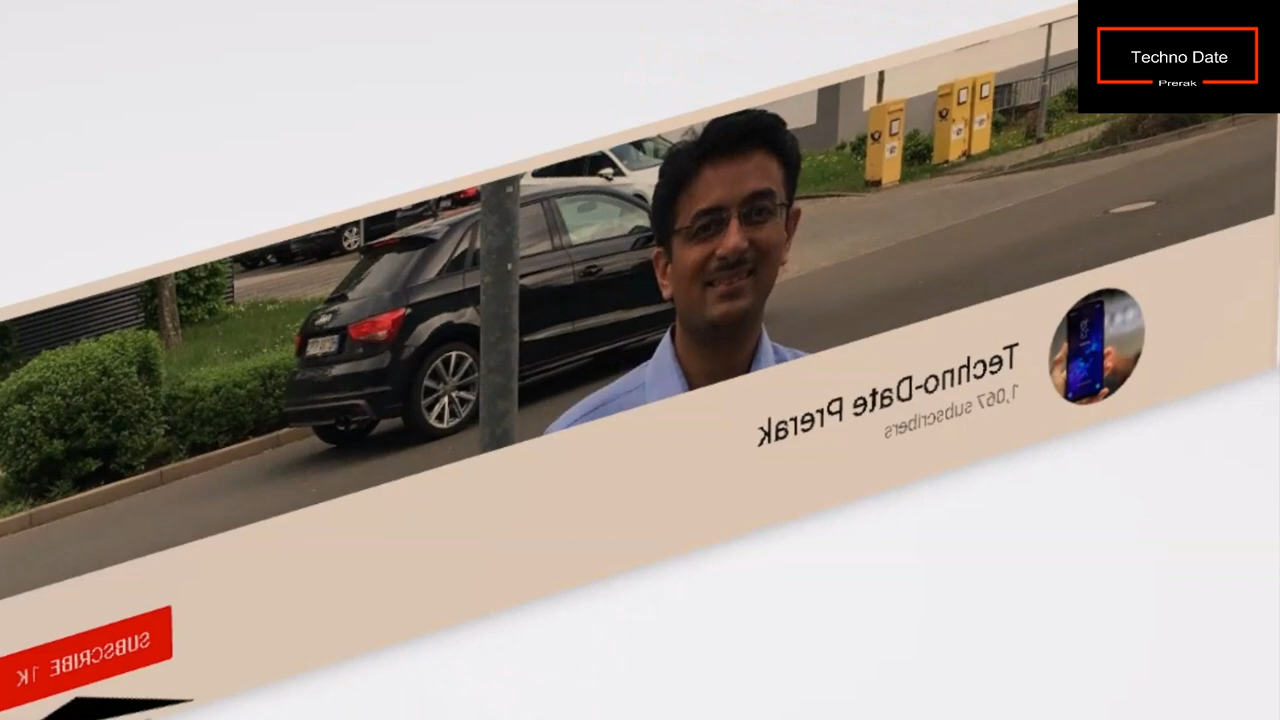 Techno Date
Prerak
Techno-Date Prerak
1,067 subscribers
SUBSCRIBE 1K